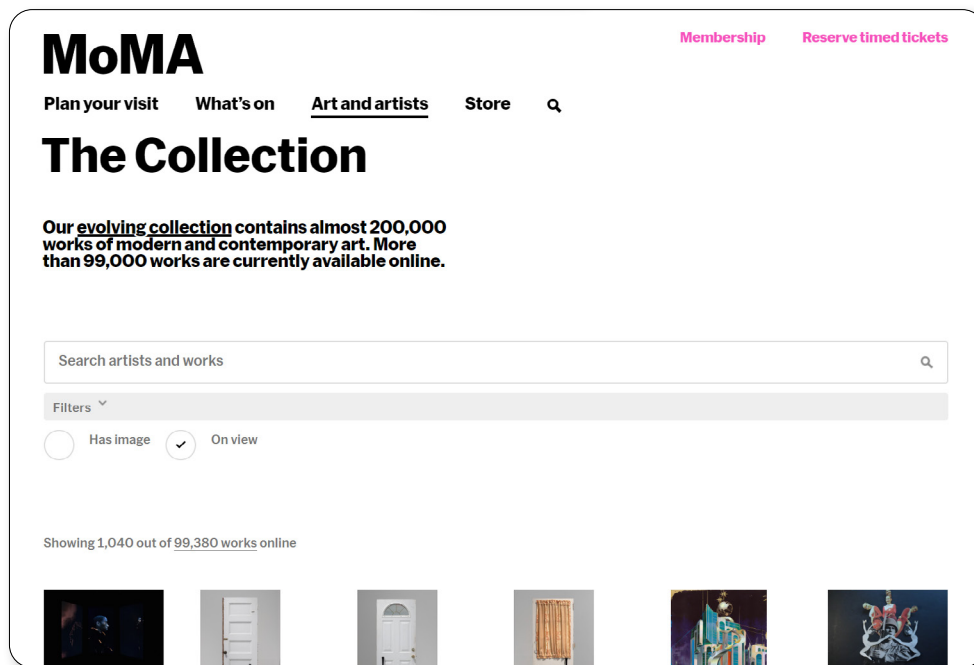 MoMA
Membership Reserve timed tickets
Plan your visit What's on Art and artists Store
The Collection
Our evolving collection contains almost 200,000
works of modern and contemporary art. More
than 99,000 works are currently available online.
Search artists and works
Filters
Has image On view
Showing 1,040 out of 99,380 works online